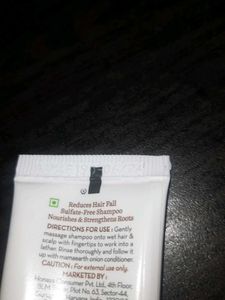 Reduces Hair Fall
Sulfate-Free Shampoo
Nourishes & Strengthens Roots
DIRECTIONS FOR USE: Gently
massage shampoo onto wet hair &
scalp with fingertips to work into a
lather. Rinse thoroughly and follow it
up with mamaearth onion conditioner.
CAUTION: For external use only.
MARKETED BY:
Honasa Consumer Pvt. Ltd, 4th Floor,
Plot No. 63, Sector-44,